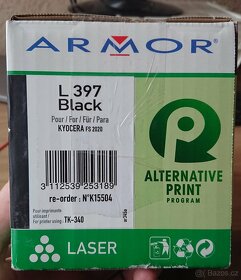 ARMOR
L 397
Black
Pour / For / Für / Para
KYOCERA FS 2020
3 112539 253189
re-order : N°K15504
Pour imprimante
utilisant /
For printer using : TK-340
ALTERNATIVE
PRINT
PROGRAM
LASER